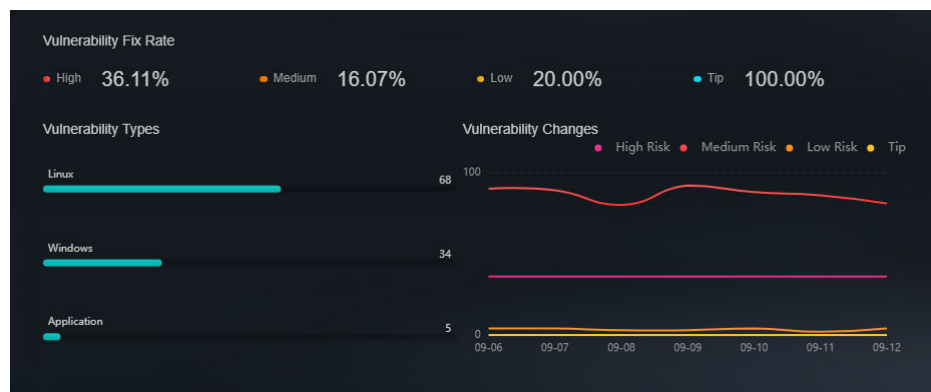 Vulnerability Fix Rate
High 36.11%
Medium 16.07%
Low 20.00%
Tip 100.00%
Vulnerability Types
Linux 68
Windows 34
Application 5
Vulnerability Changes
High Risk Medium Risk Low Risk Tip
100
0
09-06 09-07 09-08 09-09 09-10 09-11 09-12